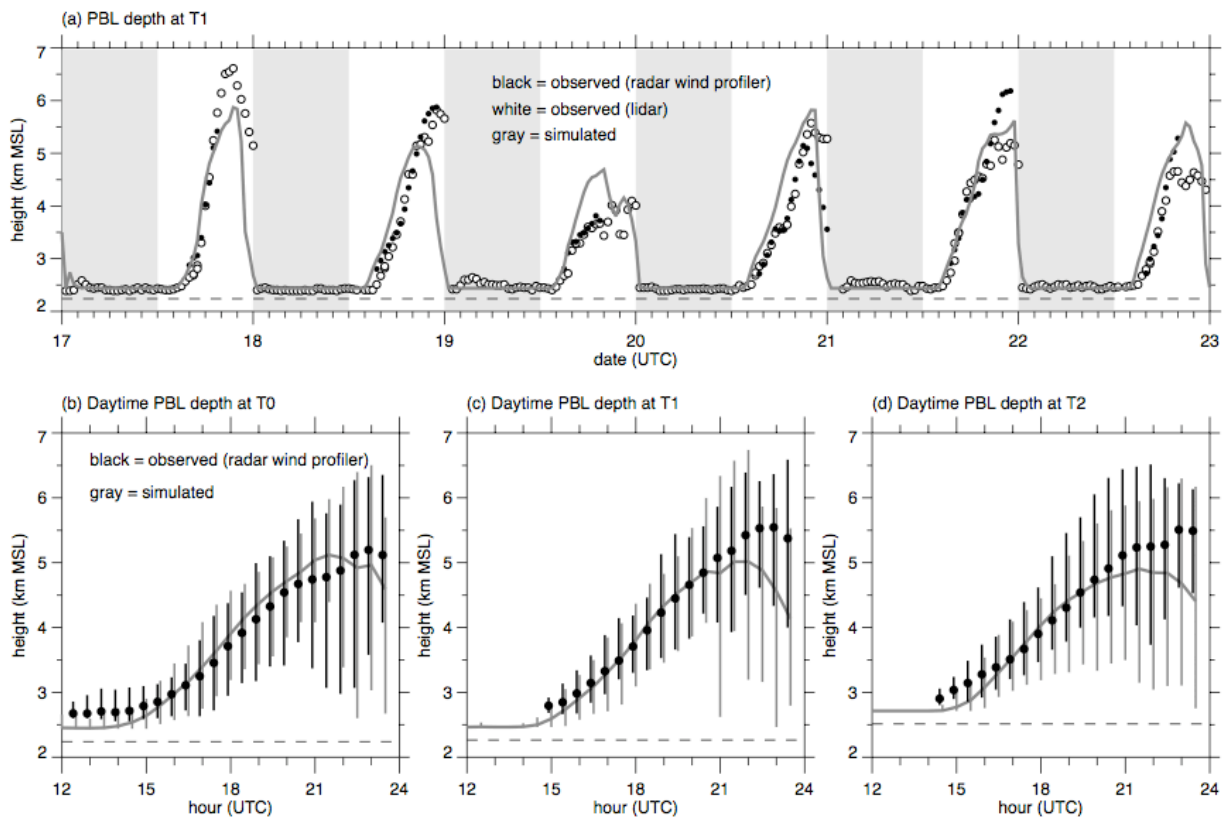 (a) PBL depth at T1
7
6
5
4
3
2
height (km MSL)
black = observed (radar wind profiler)
white = observed (lidar)
gray = simulated
17 18 19 20 21 22 23
date (UTC)
(b) Daytime PBL depth at T0
7
6
5
4
3
2
height (km MSL)
black = observed (radar wind profiler)
gray = simulated
12 15 18 21 24
hour (UTC)
(c) Daytime PBL depth at T1
7
6
5
4
3
2
height (km MSL)
12 15 18 21 24
hour (UTC)
(d) Daytime PBL depth at T2
7
6
5
4
3
2
height (km MSL)
12 15 18 21 24
hour (UTC)